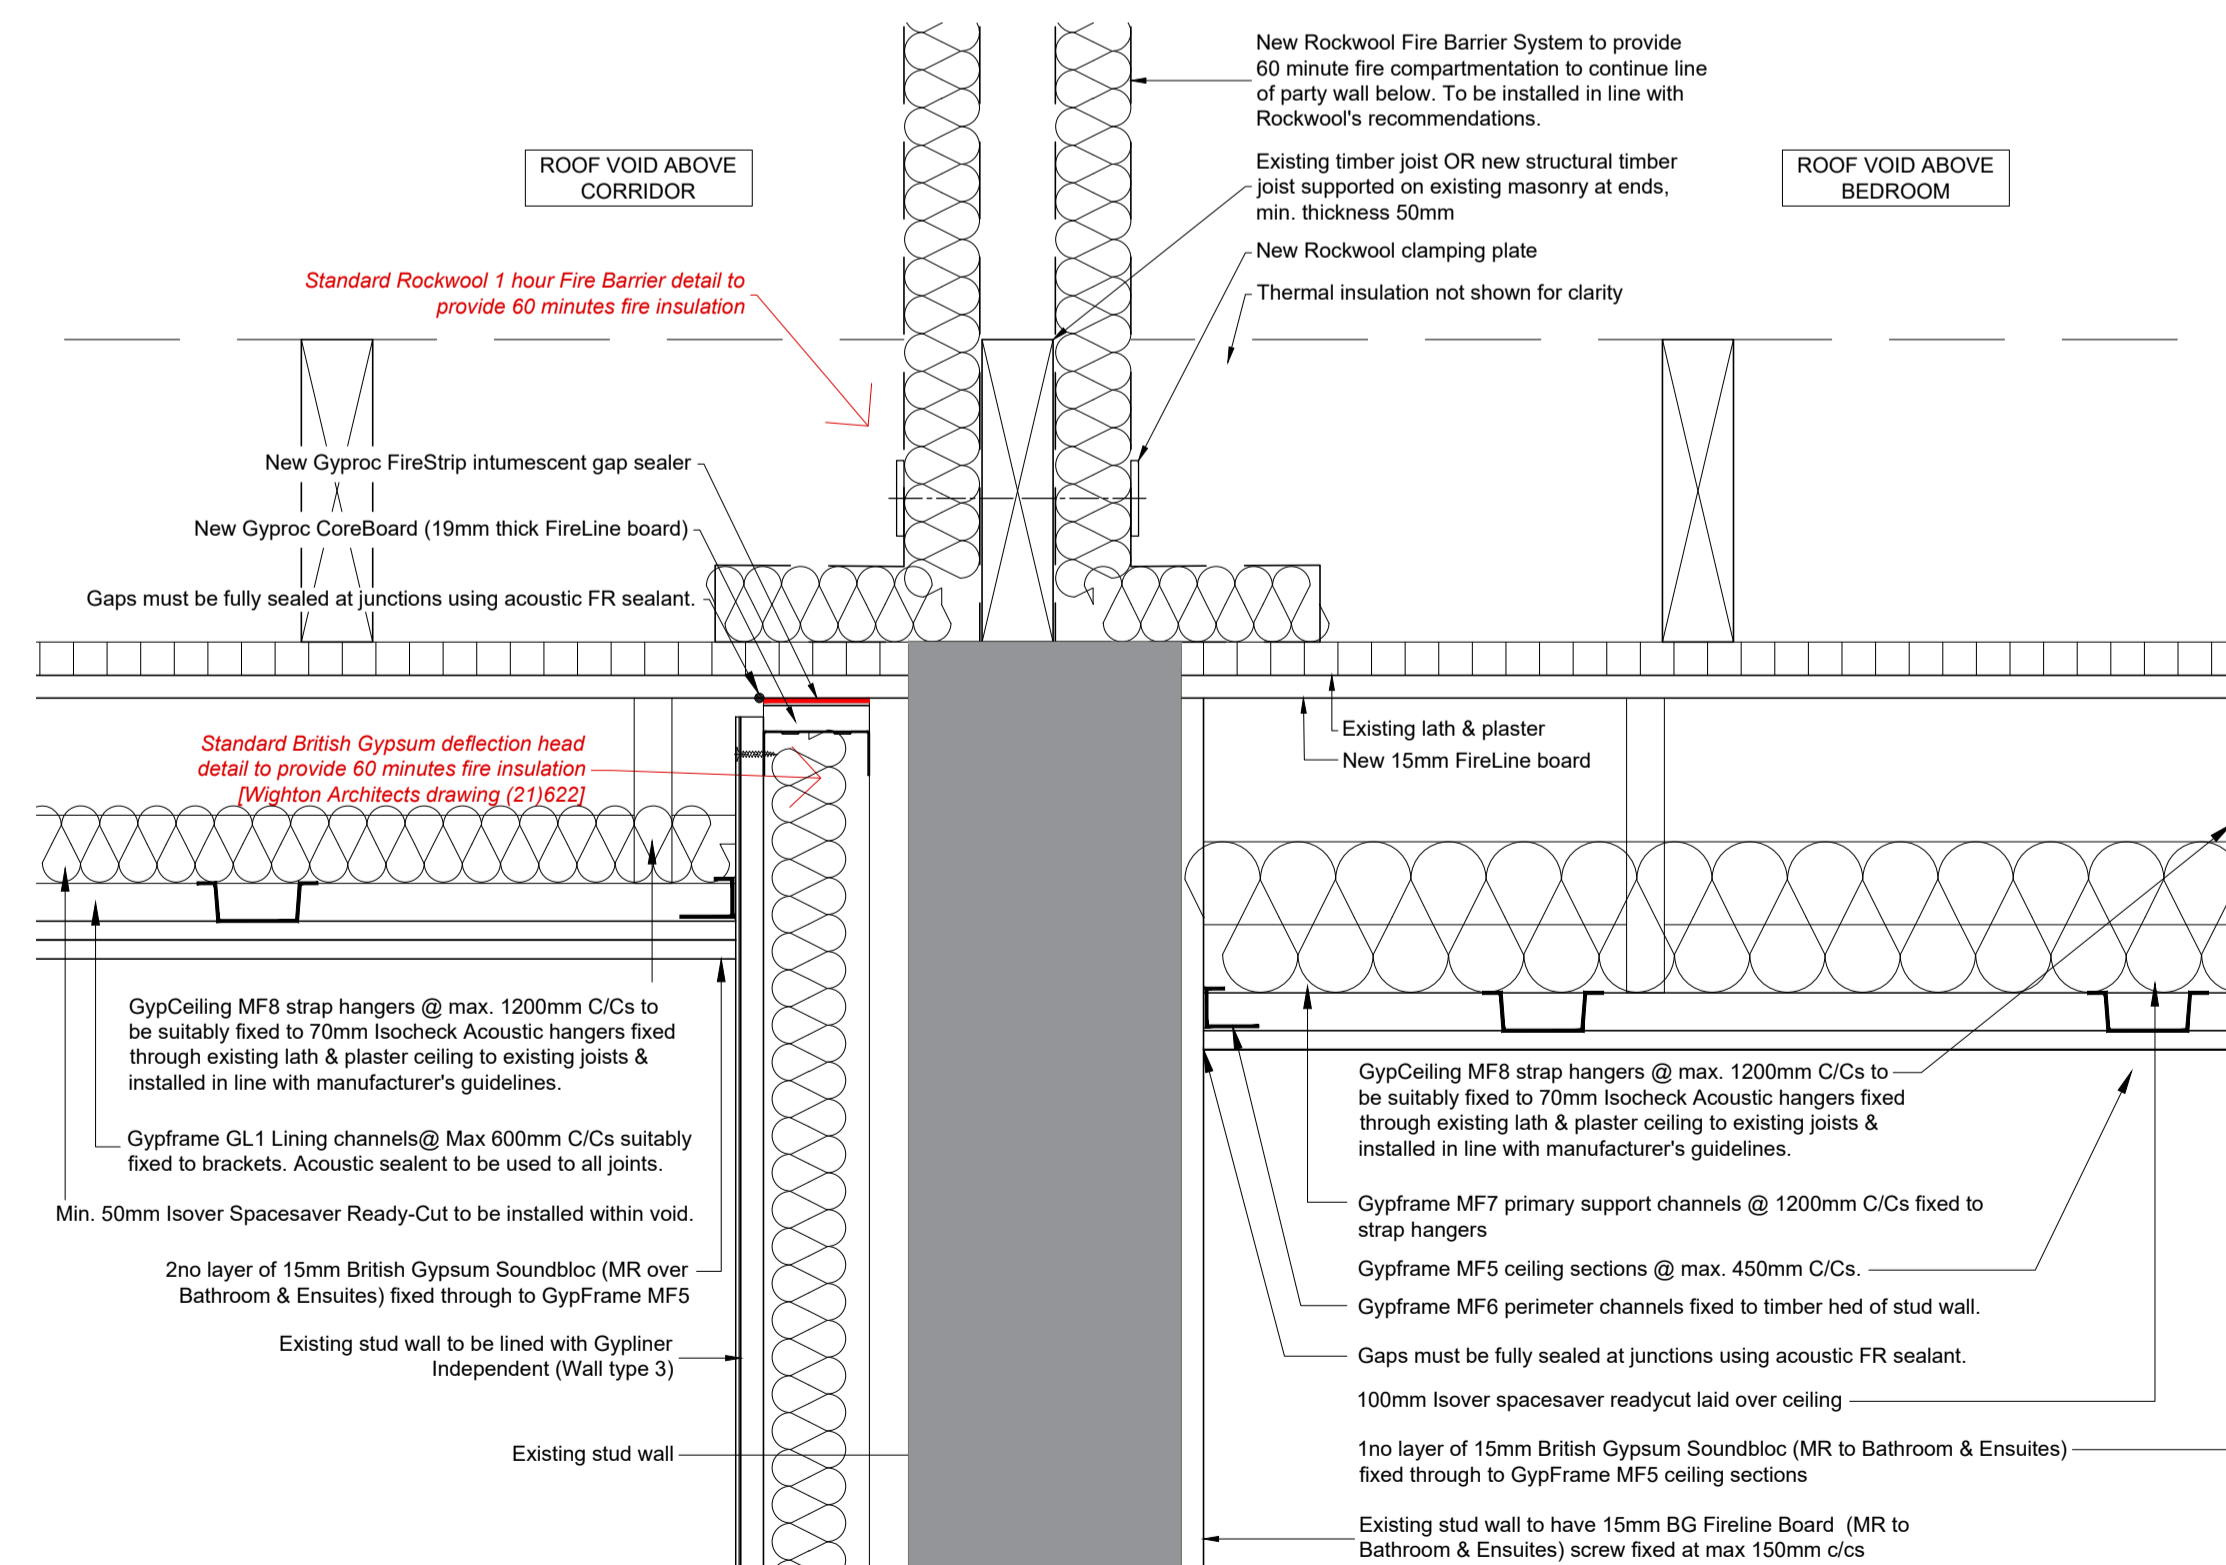 New Rockwool Fire Barrier System to provide
60 minute fire compartmentation to continue line
of party wall below. To be installed in line with
Rockwool's recommendations.
ROOF VOID ABOVE
CORRIDOR
Existing timber joist OR new structural timber
joist supported on existing masonry at ends,
min. thickness 50mm
ROOF VOID ABOVE
BEDROOM
New Rockwool clamping plate
Thermal insulation not shown for clarity
Standard Rockwool 1 hour Fire Barrier detail to
provide 60 minutes fire insulation
New Gyproc FireStrip intumescent gap sealer
New Gyproc CoreBoard (19mm thick FireLine board)
Gaps must be fully sealed at junctions using acoustic FR sealant.
Existing lath & plaster
New 15mm FireLine board
Standard British Gypsum deflection head
detail to provide 60 minutes fire insulation
[Wighton Architects drawing (21)622]
GypCeiling MF8 strap hangers @ max. 1200mm C/Cs to
be suitably fixed to 70mm Isocheck Acoustic hangers fixed
through existing lath & plaster ceiling to existing joists &
installed in line with manufacturer's guidelines.
Gypframe GL1 Lining channels@ Max 600mm C/Cs suitably
fixed to brackets. Acoustic sealent to be used to all joints.
Min. 50mm Isover Spacesaver Ready-Cut to be installed within void.
2no layer of 15mm British Gypsum Soundbloc (MR over
Bathroom & Ensuites) fixed through to GypFrame MF5
Existing stud wall to be lined with Gypliner
Independent (Wall type 3)
Existing stud wall
GypCeiling MF8 strap hangers @ max. 1200mm C/Cs to
be suitably fixed to 70mm Isocheck Acoustic hangers fixed
through existing lath & plaster ceiling to existing joists &
installed in line with manufacturer's guidelines.
Gypframe MF7 primary support channels @ 1200mm C/Cs fixed to
strap hangers
Gypframe MF5 ceiling sections @ max. 450mm C/Cs.
Gypframe MF6 perimeter channels fixed to timber hed of stud wall.
Gaps must be fully sealed at junctions using acoustic FR sealant.
100mm Isover spacesaver readycut laid over ceiling
1no layer of 15mm British Gypsum Soundbloc (MR to Bathroom & Ensuites)
fixed through to GypFrame MF5 ceiling sections
Existing stud wall to have 15mm BG Fireline Board (MR to
Bathroom & Ensuites) screw fixed at max 150mm c/cs